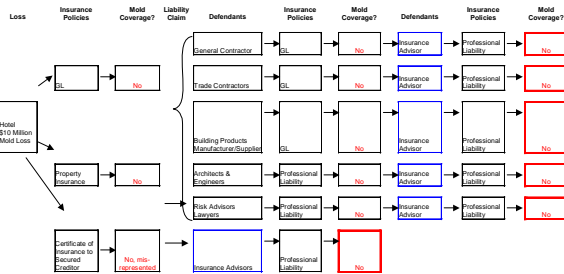 Loss
Insurance
Policies
Mold
Coverage?
Liability
Claim
Defendants
Insurance
Policies
Mold
Coverage?
Defendants
Insurance
Policies
Mold
Coverage?
General Contractor
GL
No
Insurance
Advisor
Professional
Liability
No
GL
No
Trade Contractors
GL
No
Insurance
Advisor
Professional
Liability
No
Hotel
$10 Million
Mold Loss
Building Products
Manufacturer/Supplier
GL
No
Insurance
Advisor
Professional
Liability
No
Property
Insurance
No
Architects &
Engineers
Professional
Liability
No
Insurance
Advisor
Professional
Liability
No
Risk Advisors
Lawyers
Professional
Liability
No
Insurance
Advisor
Professional
Liability
No
Certificate of
Insurance to
Secured
Creditor
No, mis-
represented
Insurance Advisors
Professional
Liability
No